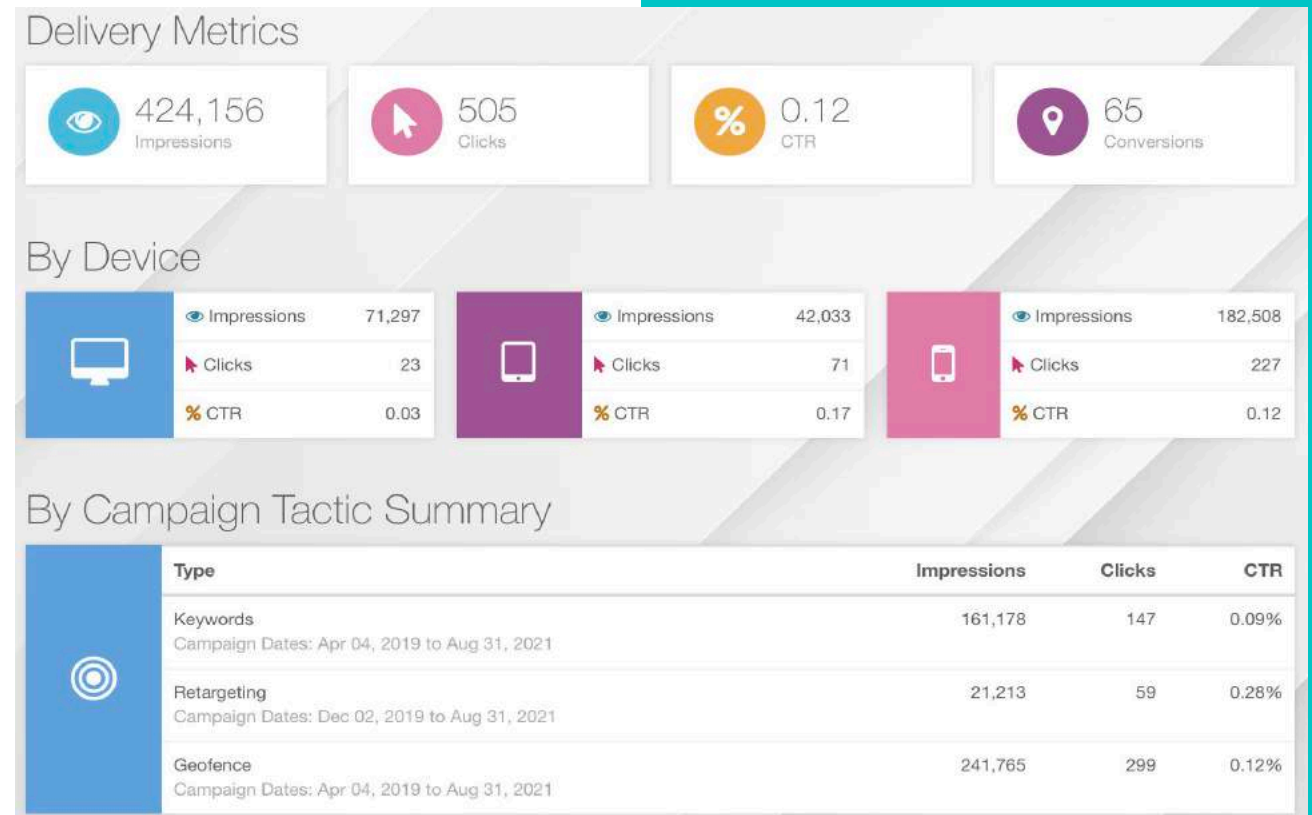 Delivery Metrics
424,156
Impressions
505
Clicks
%
0.12
CTR
65
Conversions
By Device
Impressions 71,297
Clicks 23
% CTR 0.03
Impressions 42,033
Clicks 71
% CTR 0.17
Impressions 182,508
Clicks 227
% CTR 0.12
By Campaign Tactic Summary
Type Impressions Clicks CTR
Keywords 161,178 147 0.09%
Campaign Dates: Apr 04, 2019 to Aug 31, 2021
Retargeting 21,213 59 0.28%
Campaign Dates: Dec 02, 2019 to Aug 31, 2021
Geofence 241,765 299 0.12%
Campaign Dates: Apr 04, 2019 to Aug 31, 2021